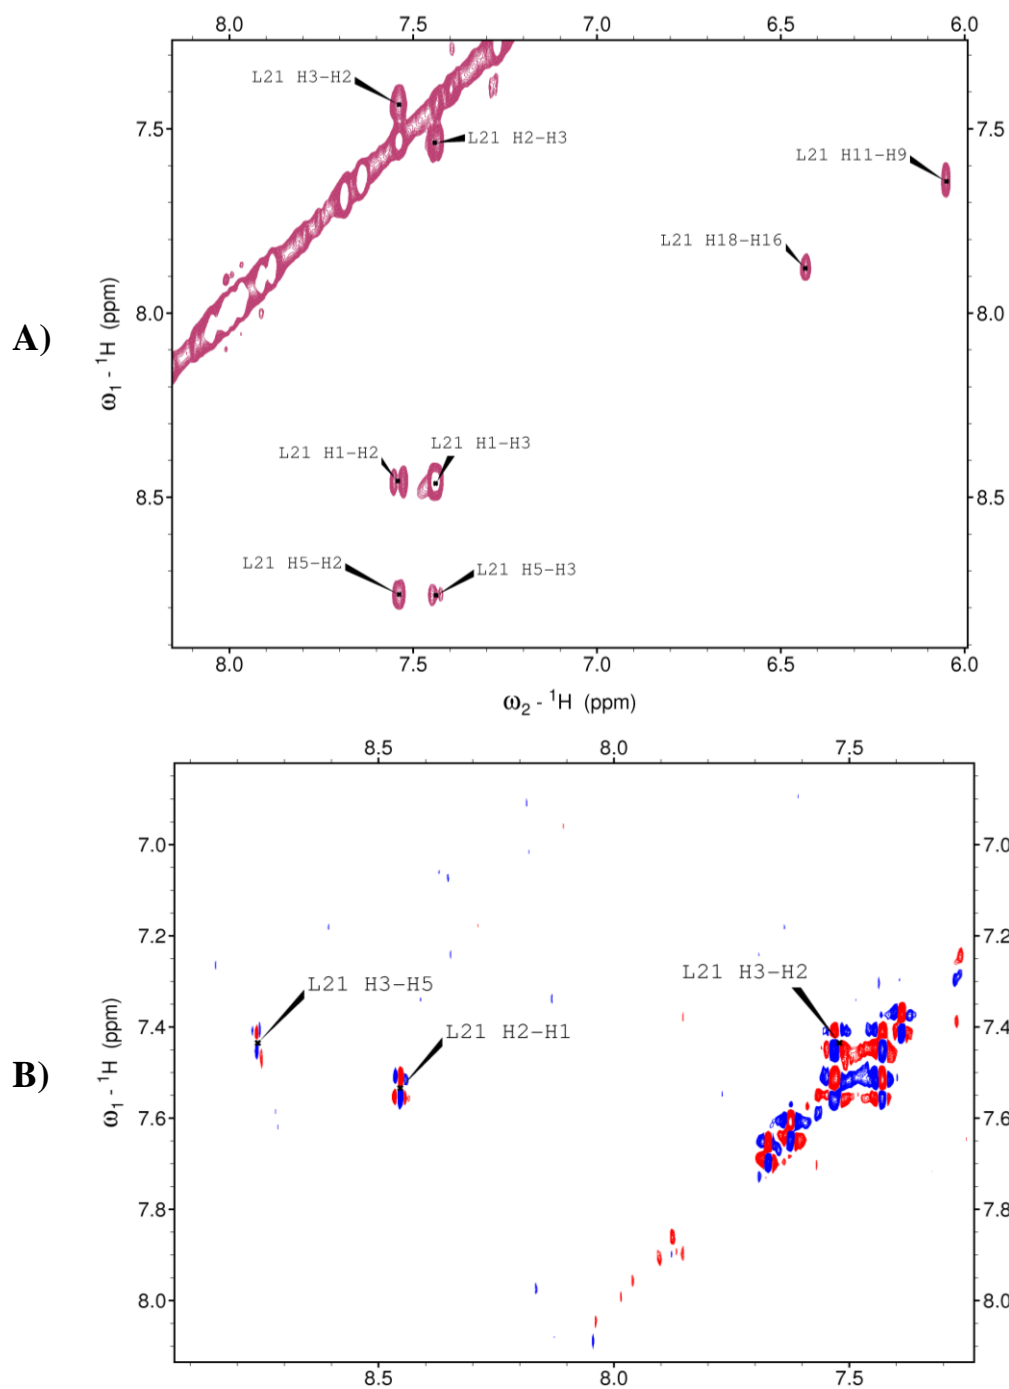 8.0 7.5 7.0 6.5 6.0
L21 H3-H2
7.5 L21 H2-H3 7.5
L21 H11-H9
L21 H18-H16
8.0 8.0
A)
ω1 - 1H (ppm)
L21 H1-H3
L21 H1-H2
8.5 8.5
L21 H5-H2
L21 H5-H3
8.0 7.5 7.0 6.5 6.0
ω2 - 1H (ppm)
8.5 8.0 7.5
7.0 7.0
7.2 7.2
L21 H3-H2
L21 H3-H5
7.4 L21 H2-H1 7.4
B)
ω1 - 1H (ppm)
7.6 7.6
7.8 7.8
8.0 8.0
8.5 8.0 7.5